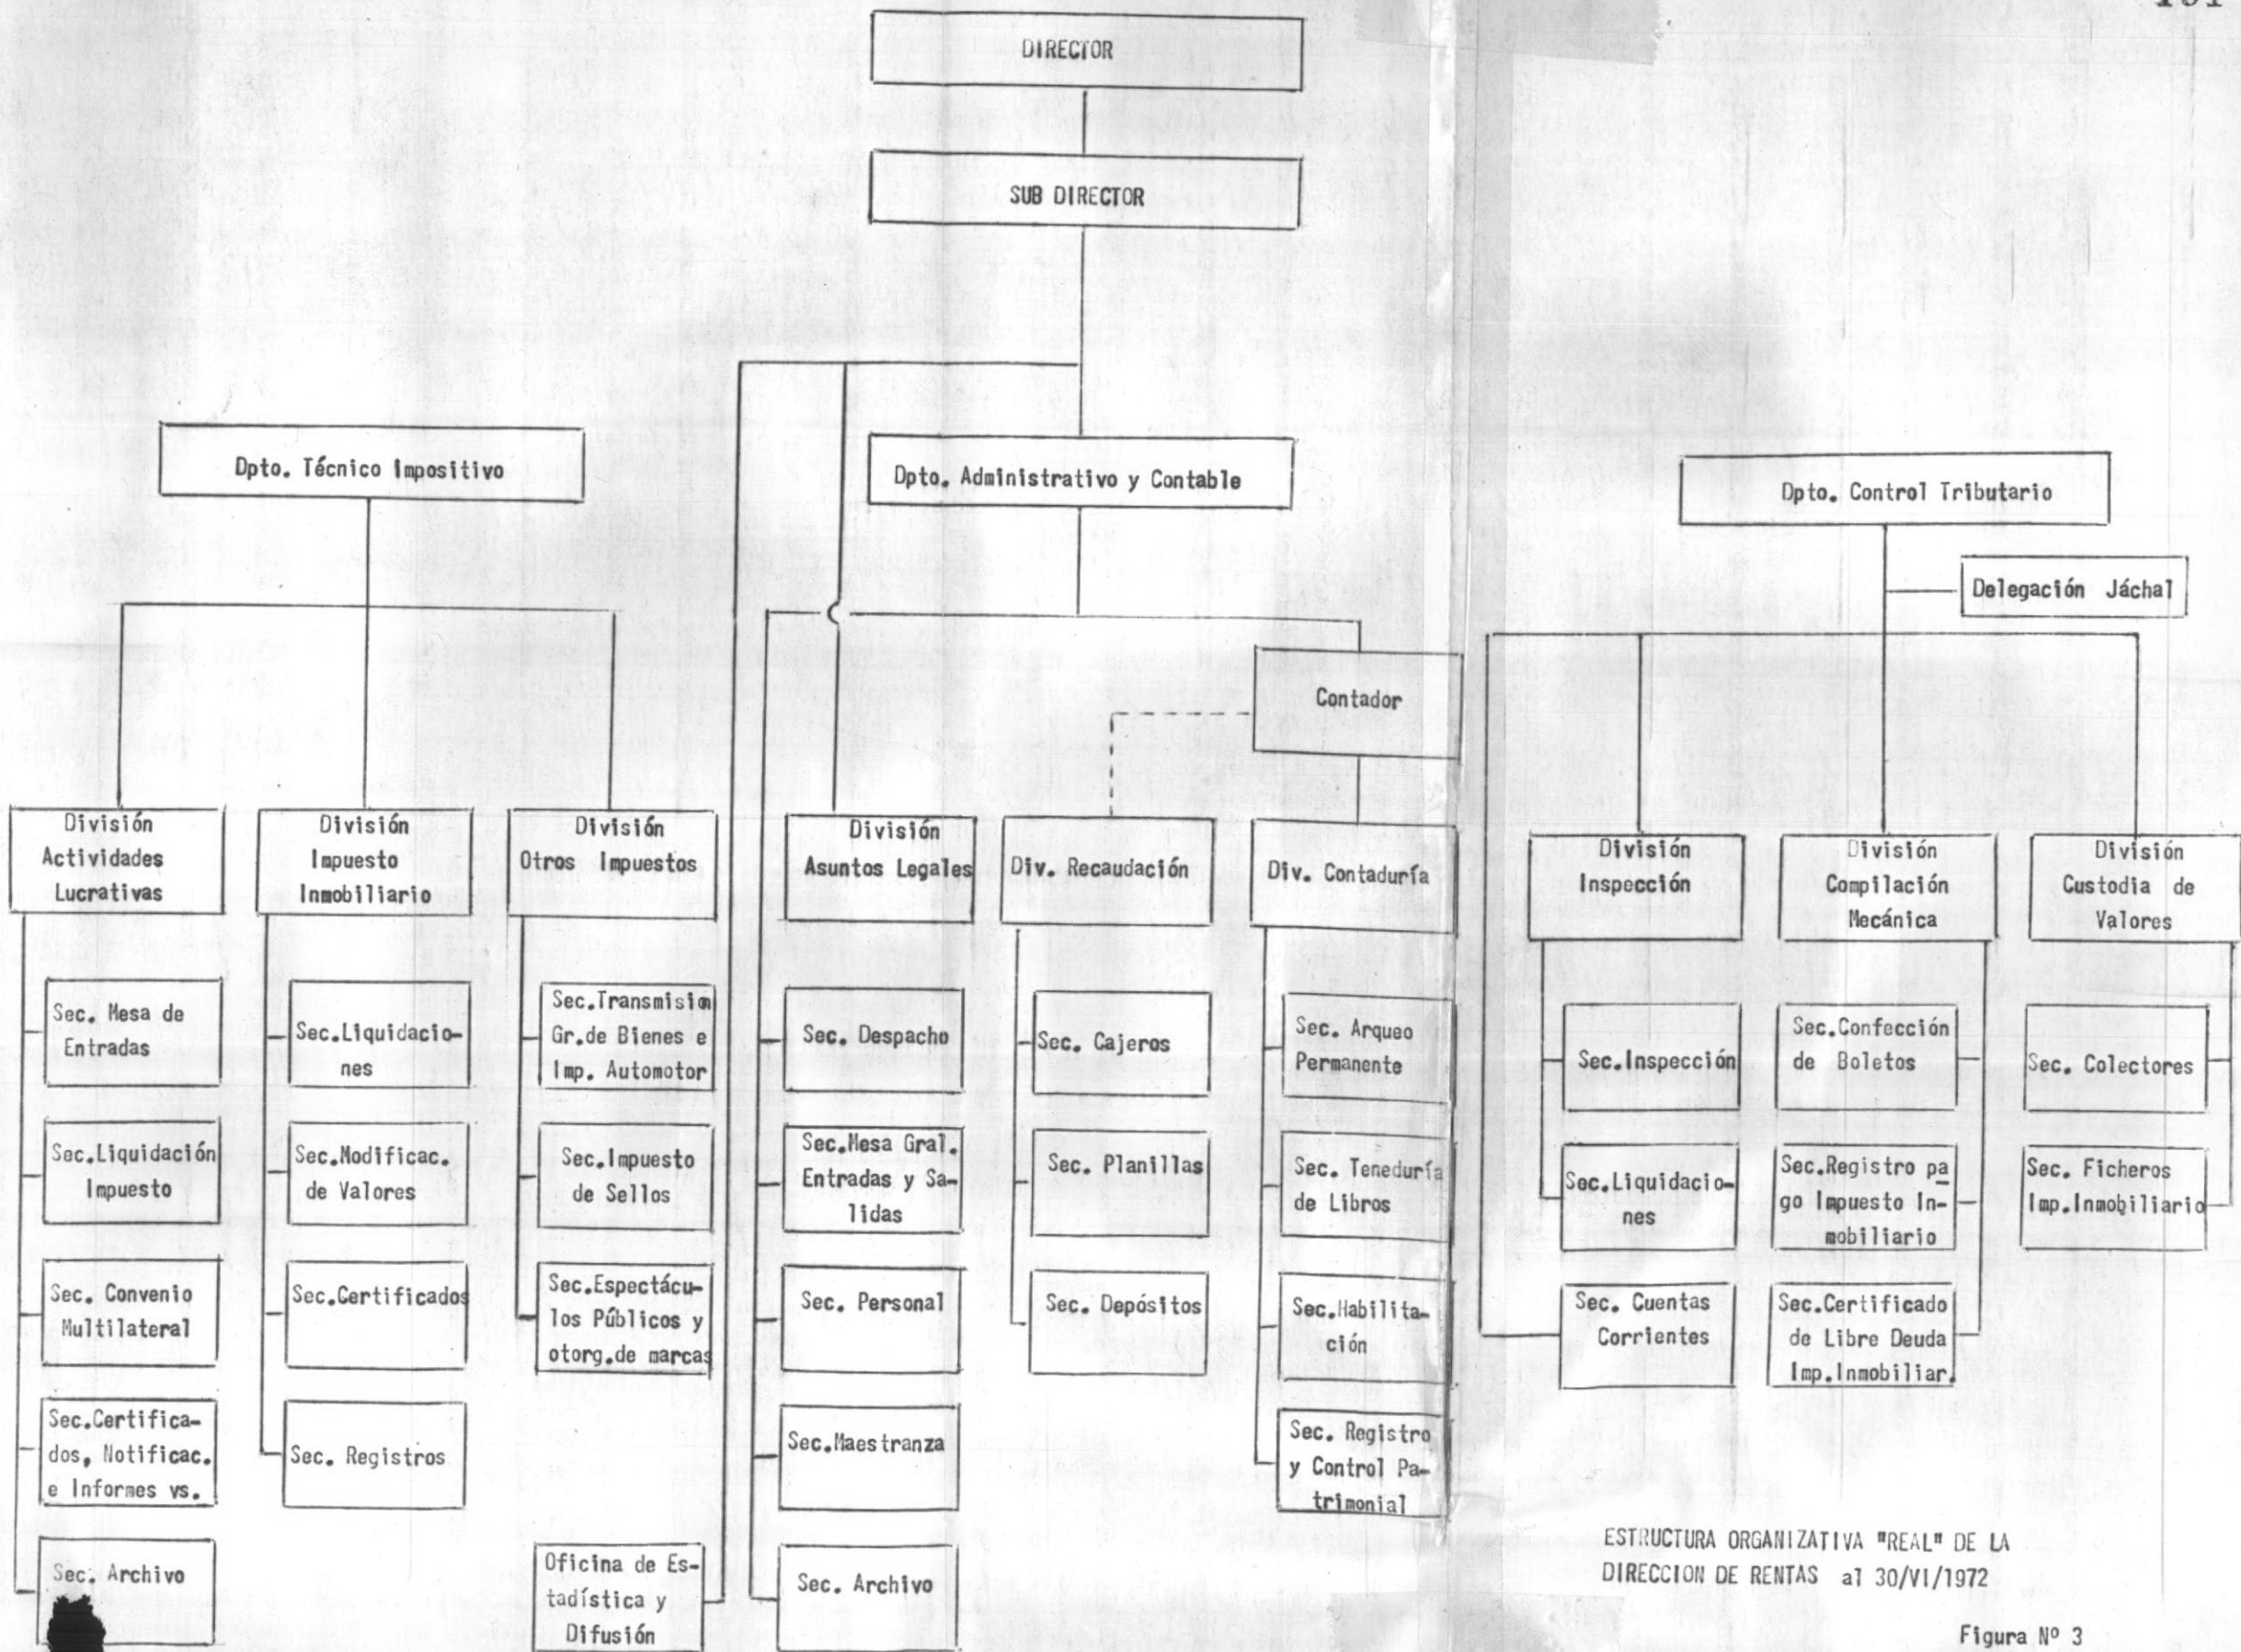 DIRECTOR
SUB DIRECTOR
Dpto. Técnico Impositivo
Dpto. Administrativo y Contable
Dpto. Control Tributario
Delegación Jáchal
Contador
División
Actividades
Lucrativas
División
Impuesto
Inmobiliario
División
Otros Impuestos
División
Asuntos Legales
Div. Recaudación
Div. Contaduría
División
Inspección
División
Compilación
Mecánica
División
Custodia de
Valores
Sec. Mesa de
Entradas
Sec.Liquidación
Impuesto
Sec. Convenio
Multilateral
Sec.Certifica-
dos, Notificac.
e Informes vs.
Sec. Archivo
Sec.Liquidacio-
nes
Sec.Modificac.
de Valores
Sec.Certificados
Sec. Registros
Sec.Transmision
Gr.de Bienes e
Imp. Automotor
Sec.Impuesto
de Sellos
Sec.Espectácu-
los Públicos y
otorg.de marcas
Oficina de Es-
tadística y
Difusión
Sec. Despacho
Sec.Mesa Gral.
Entradas y Sa-
lidas
Sec. Personal
Sec.Maestranza
Sec. Archivo
Sec. Cajeros
Sec. Planillas
Sec. Depósitos
Sec. Arqueo
Permanente
Sec. Teneduría
de Libros
Sec.Habilita-
ción
Sec. Registro
y Control Pa-
trimonial
Sec.Inspección
Sec.Liquidacio-
nes
Sec. Cuentas
Corrientes
Sec.Confección
de Boletos
Sec.Registro pa
go Impuesto In-
mobiliario
Sec.Certificado
de Libre Deuda
Imp.Inmobiliar.
Sec. Colectores
Sec. Ficheros
Imp.Inmobiliario
ESTRUCTURA ORGANIZATIVA "REAL" DE LA
DIRECCION DE RENTAS al 30/VI/1972
Figura Nº 3